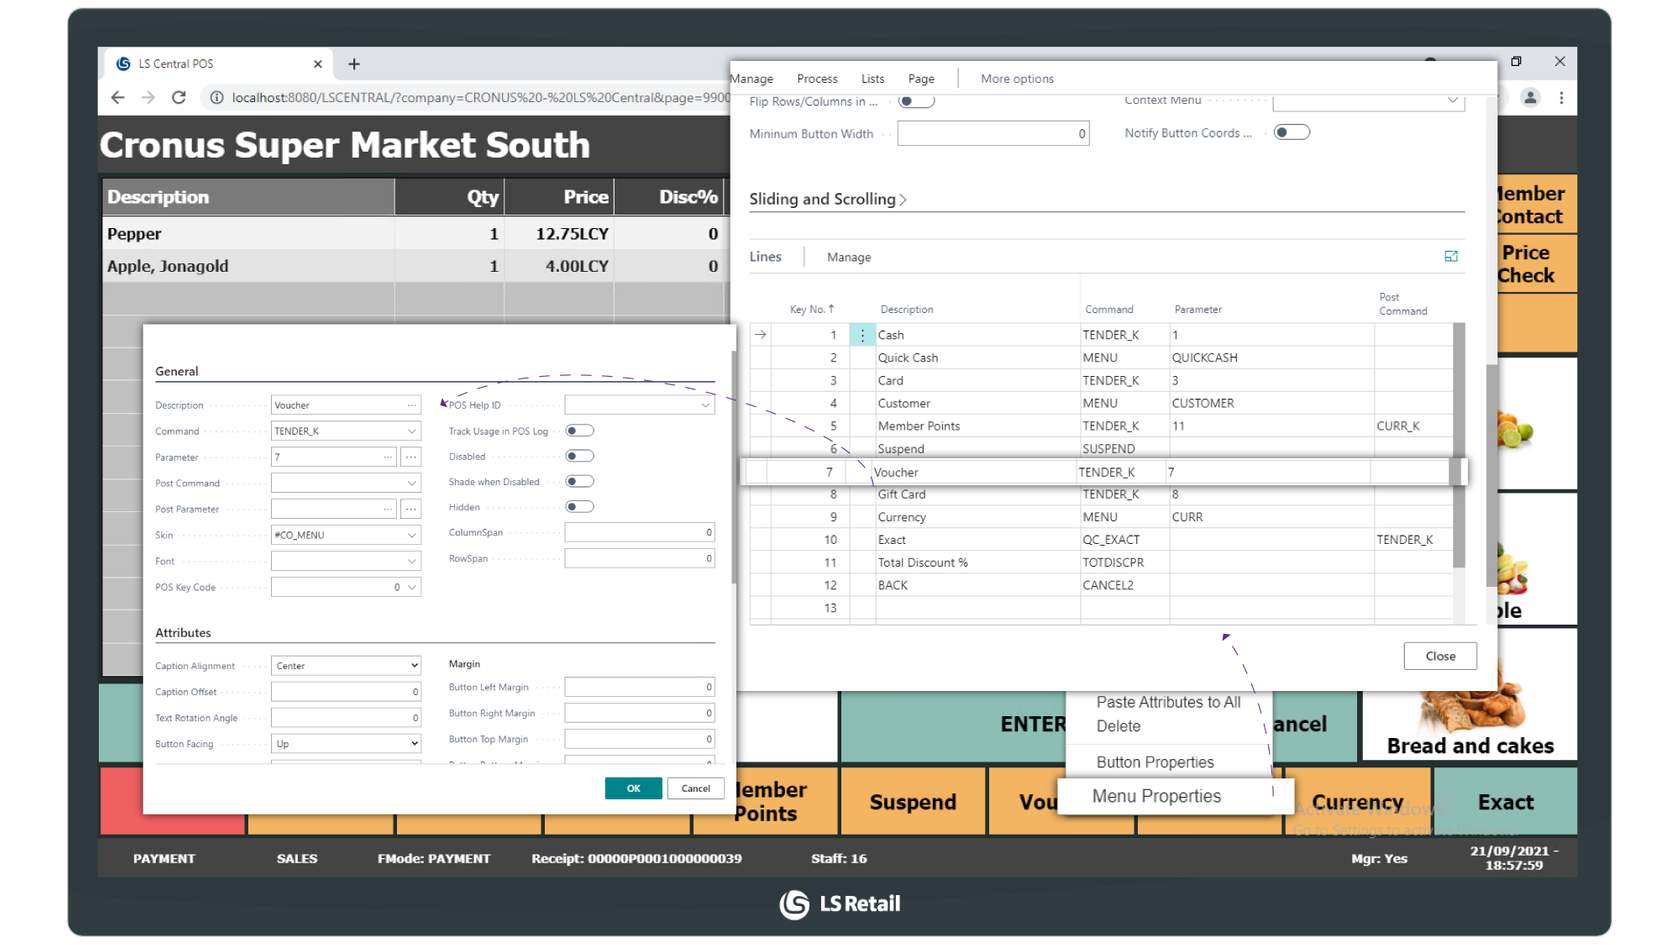 LS Central POS
localhost:8080/LSCENTRAL/?company=CRONUS%20-%20LS%20Central&page=9900
Cronus Super Market South
Description Qty Price Disc%
Pepper 1 12.75LCY 0
Apple, Jonagold 1 4.00LCY 0
Manage Process Lists Page More options
Flip Rows/Columns in ...
Context Menu
Mininum Button Width 0
Notify Button Coords ...
Sliding and Scrolling
Lines Manage
Key No. ↑ Description Command Parameter Post Command
1 Cash TENDER_K 1
2 Quick Cash MENU QUICKCASH
3 Card TENDER_K 3
4 Customer MENU CUSTOMER
5 Member Points TENDER_K 11 CURR_K
6 Suspend SUSPEND
7 Voucher TENDER_K 7
8 Gift Card TENDER_K 8
9 Currency MENU CURR
10 Exact QC_EXACT TENDER_K
11 Total Discount % TOTDISCPR
12 BACK CANCEL2
13
Close
General
Description Voucher
Command TENDER_K
Parameter 7
Post Command
Post Parameter
Skin #CO_MENU
Font
POS Key Code 0
POS Help ID
Track Usage in POS Log
Disabled
Shade when Disabled
Hidden
ColumnSpan 0
RowSpan 0
Attributes
Caption Alignment Center
Caption Offset 0
Text Rotation Angle 0
Button Facing Up
Margin
Button Left Margin 0
Button Right Margin 0
Button Top Margin 0
OK Cancel
Contact
Price
Check
Paste Attributes to All
Delete
Button Properties
Menu Properties
ENTER
Bread and cakes
Points
Suspend
Currency
Exact
PAYMENT SALES FMode: PAYMENT Receipt: 00000P0001000000039 Staff: 16 Mgr: Yes 21/09/2021 -
18:57:59
LS Retail